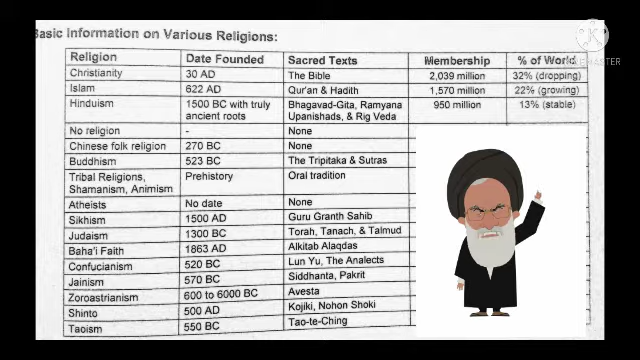 Basic Information on Various Religions:
Religion Date Founded Sacred Texts Membership % of World
Christianity 30 AD The Bible 2,039 million 32% (dropping)
Islam 622 AD Qur'an & Hadith 1,570 million 22% (growing)
Hinduism 1500 BC with truly Bhagavad-Gita, Ramyana 950 million 13% (stable)
ancient roots Upanishads, & Rig Veda
No religion - None
Chinese folk religion 270 BC None
Buddhism 523 BC The Tripitaka & Sutras
Tribal Religions, Prehistory Oral tradition
Shamanism, Animism
Atheists No date None
Sikhism 1500 AD Guru Granth Sahib
Judaism 1300 BC Torah, Tanach, & Talmud
Baha'i Faith 1863 AD Alkitab Alaqdas
Confucianism 520 BC Lun Yu, The Analects
Jainism 570 BC Siddhanta, Pakrit
Zoroastrianism 600 to 6000 BC Avesta
Shinto 500 AD Kojiki, Nohon Shoki
Taoism 550 BC Tao-te-Ching